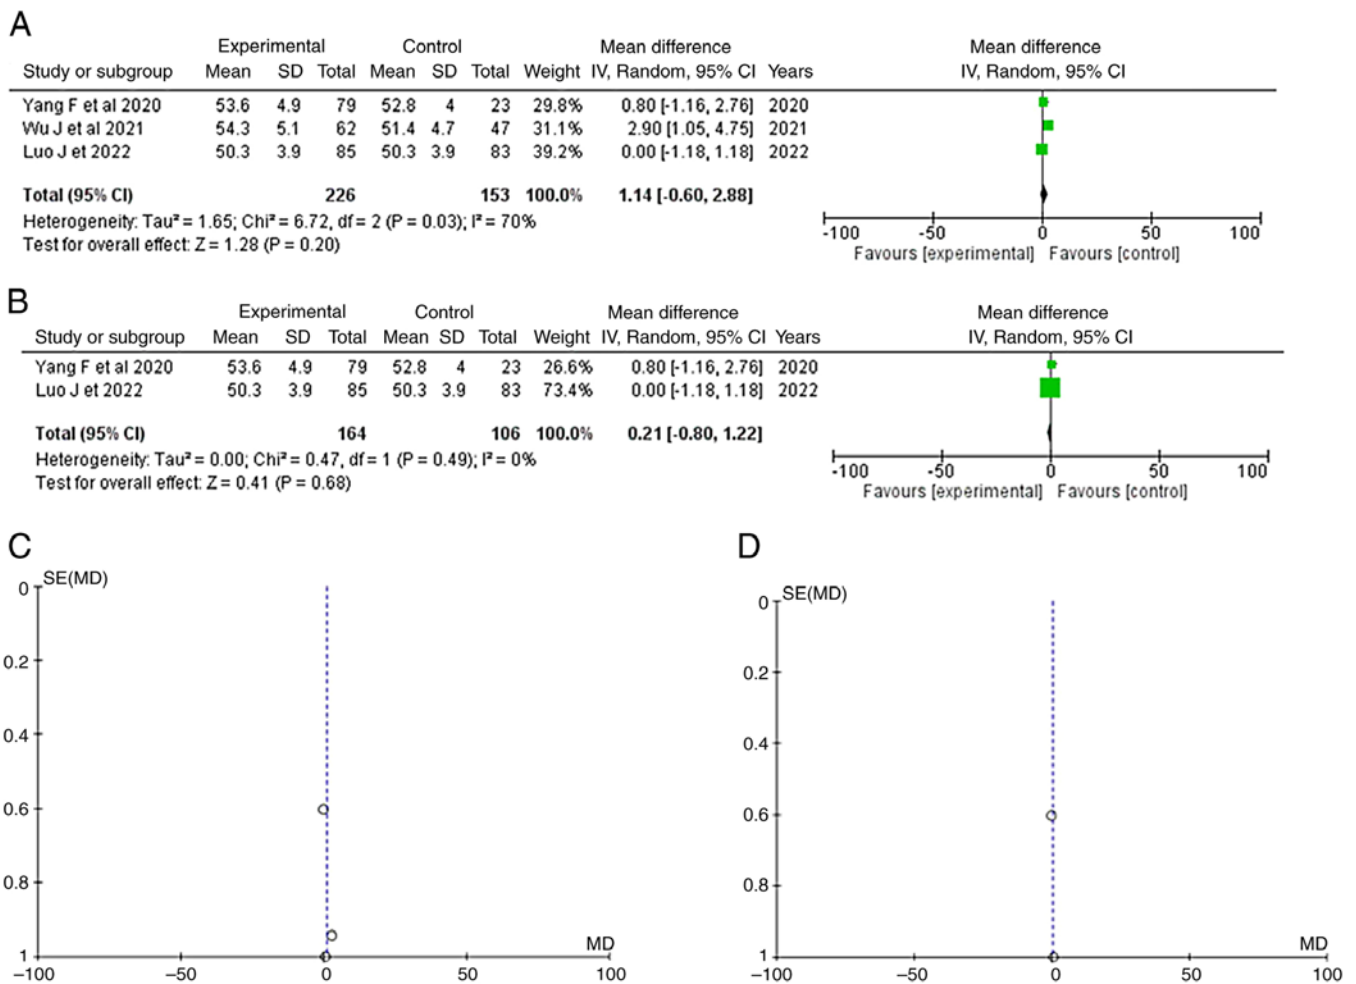 A
Experimental Control Mean difference Mean difference
Study or subgroup Mean SD Total Mean SD Total Weight IV, Random, 95% CI Years IV, Random, 95% CI
Yang F et al 2020 53.6 4.9 79 52.8 4 23 29.8% 0.80 [-1.16, 2.76] 2020
Wu J et al 2021 54.3 5.1 62 51.4 4.7 47 31.1% 2.90 [1.05, 4.75] 2021
Luo J et 2022 50.3 3.9 85 50.3 3.9 83 39.2% 0.00 [-1.18, 1.18] 2022
Total (95% CI) 226 153 100.0% 1.14 [-0.60, 2.88]
Heterogeneity: Tau² = 1.65; Chi² = 6.72, df = 2 (P = 0.03); I² = 70%
Test for overall effect: Z = 1.28 (P = 0.20)
-100 -50 0 50 100
Favours [experimental] Favours [control]
B
Experimental Control Mean difference Mean difference
Study or subgroup Mean SD Total Mean SD Total Weight IV, Random, 95% CI Years IV, Random, 95% CI
Yang F et al 2020 53.6 4.9 79 52.8 4 23 26.6% 0.80 [-1.16, 2.76] 2020
Luo J et 2022 50.3 3.9 85 50.3 3.9 83 73.4% 0.00 [-1.18, 1.18] 2022
Total (95% CI) 164 106 100.0% 0.21 [-0.80, 1.22]
Heterogeneity: Tau² = 0.00; Chi² = 0.47, df = 1 (P = 0.49); I² = 0%
Test for overall effect: Z = 0.41 (P = 0.68)
-100 -50 0 50 100
Favours [experimental] Favours [control]
C
SE(MD)
0
0.2
0.4
0.6
0.8
1
MD
−100 −50 0 50 100
D
SE(MD)
0
0.2
0.4
0.6
0.8
1
MD
−100 −50 0 50 100